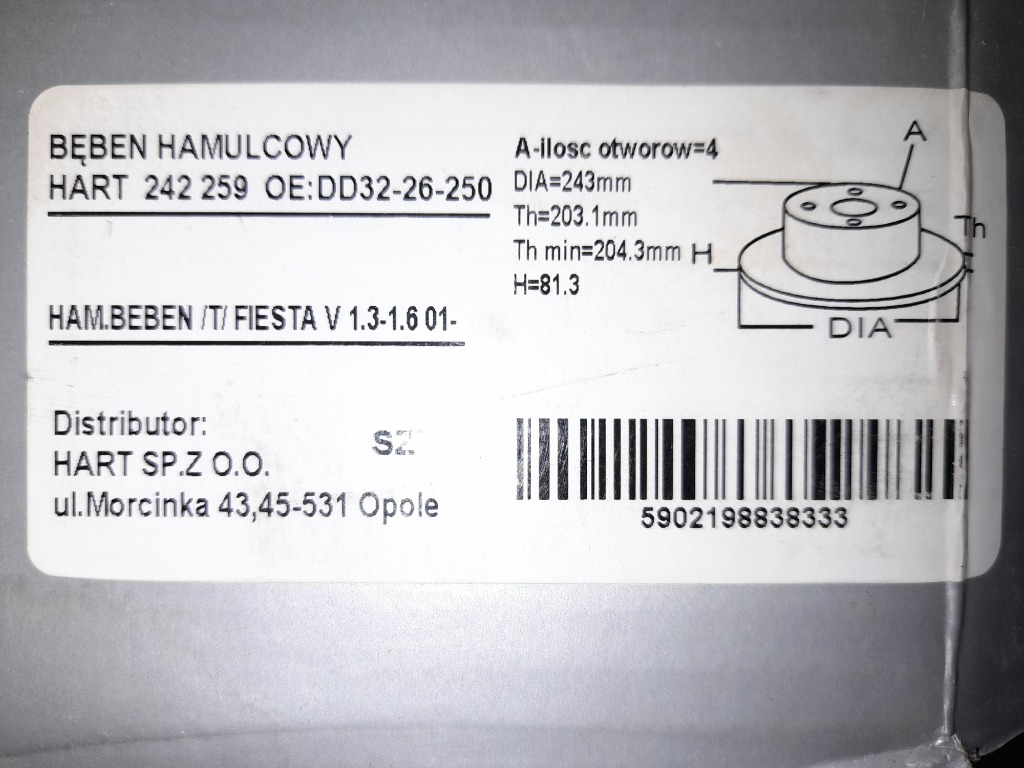 BĘBEN HAMULCOWY
HART 242 259 OE:DD32-26-250
HAM.BEBEN /T/ FIESTA V 1.3-1.6 01-
Distributor:
HART SP.Z O.O.
ul.Morcinka 43,45-531 Opole
A-ilosc otworow=4
DIA=243mm
Th=203.1mm
Th min=204.3mm
H=81.3
A
Th
H
DIA
5902198838333